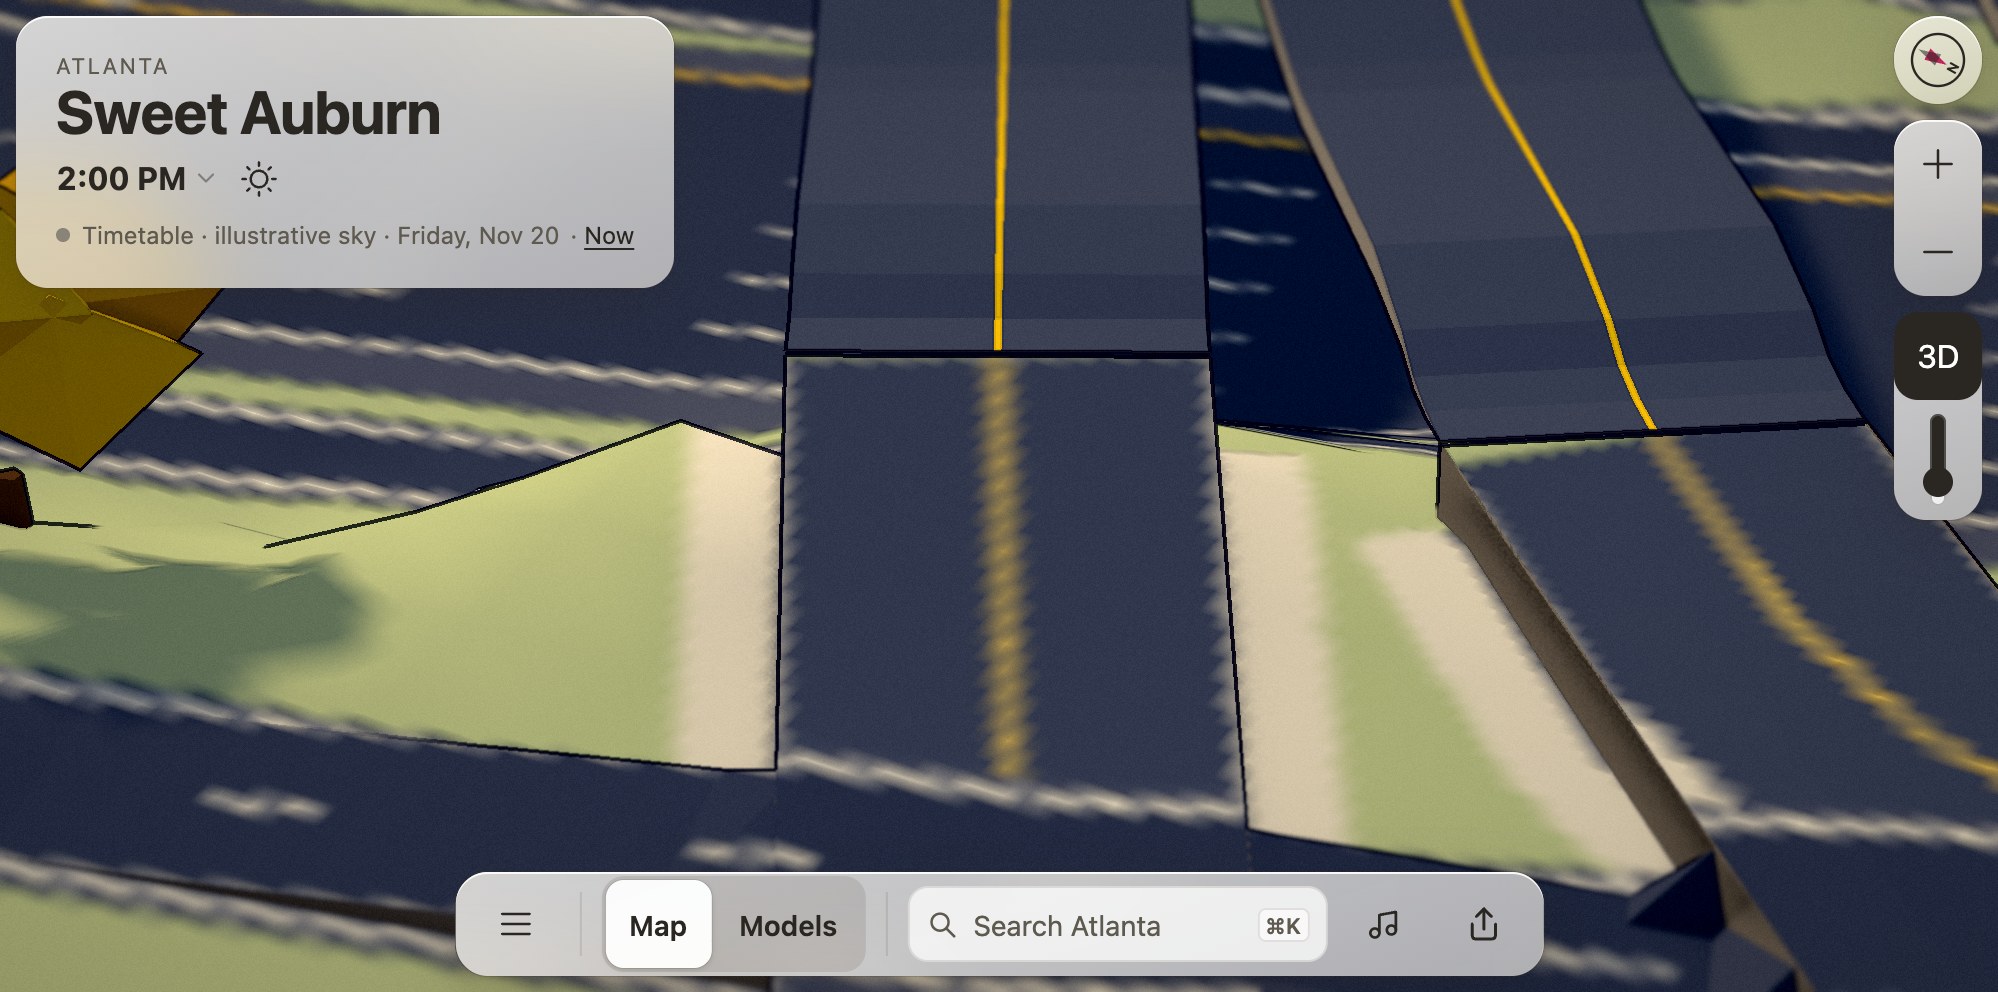 ATLANTA
Sweet Auburn
2:00 PM
Timetable · illustrative sky · Friday, Nov 20 · Now
N
3D
Map
Models
Search Atlanta
⌘K